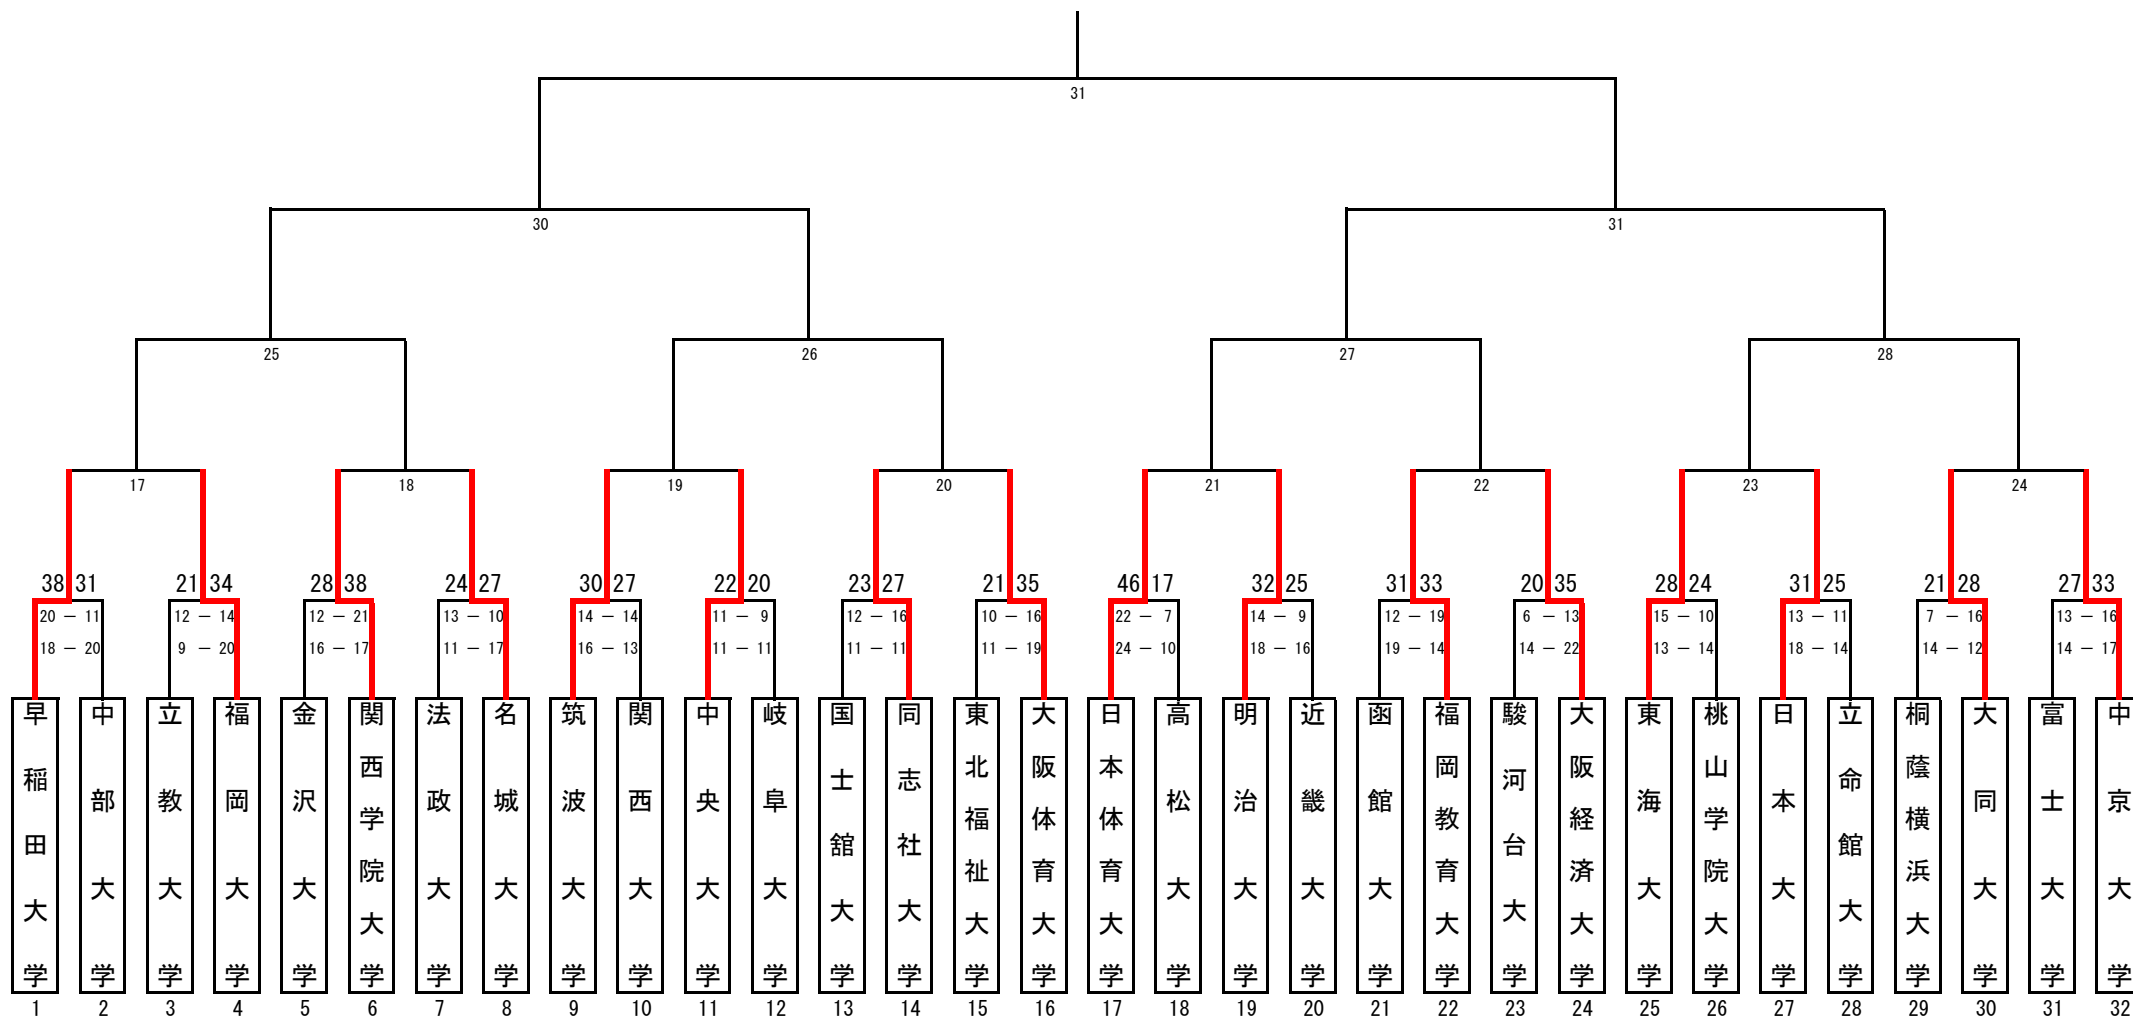 31
30 31
25 26 27 28
17 18 19 20 21 22 23 24
38 31 21 34 28 38 24 27 30 27 22 20 23 27 21 35 46 17 32 25 31 33 20 35 28 24 31 25 21 28 27 33
20 － 11 12 － 14 12 － 21 13 － 10 14 － 14 11 － 9 12 － 16 10 － 16 22 － 7 14 － 9 12 － 19 6 － 13 15 － 10 13 － 11 7 － 16 13 － 16
18 － 20 9 － 20 16 － 17 11 － 17 16 － 13 11 － 11 11 － 11 11 － 19 24 － 10 18 － 16 19 － 14 14 － 22 13 － 14 18 － 14 14 － 12 14 － 17
早稲田大学
中部大学
立教大学
福岡大学
金沢大学
関西学院大学
法政大学
名城大学
筑波大学
関西大学
中央大学
岐阜大学
国士舘大学
同志社大学
東北福祉大学
大阪体育大学
日本体育大学
高松大学
明治大学
近畿大学
函館大学
福岡教育大学
駿河台大学
大阪経済大学
東海大学
桃山学院大学
日本大学
立命館大学
桐蔭横浜大学
大同大学
富士大学
中京大学
1 2 3 4 5 6 7 8 9 10 11 12 13 14 15 16 17 18 19 20 21 22 23 24 25 26 27 28 29 30 31 32